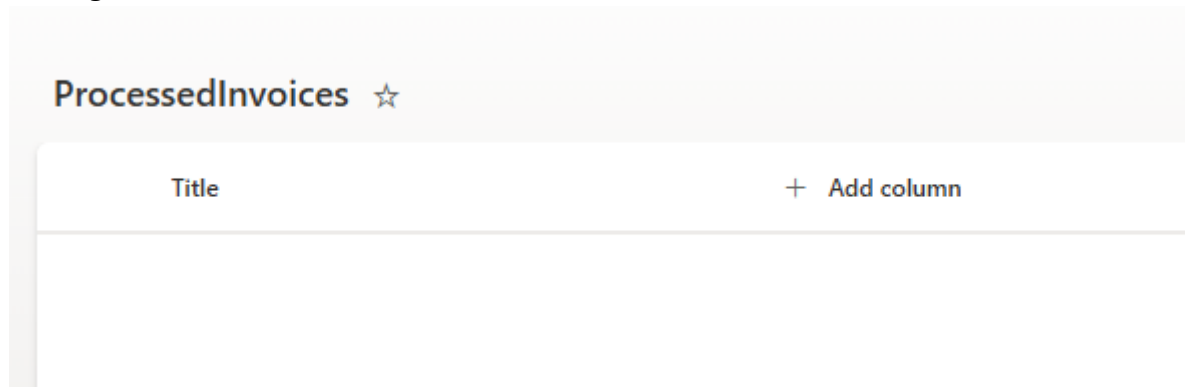 ProcessedInvoices ☆
Title
+ Add column